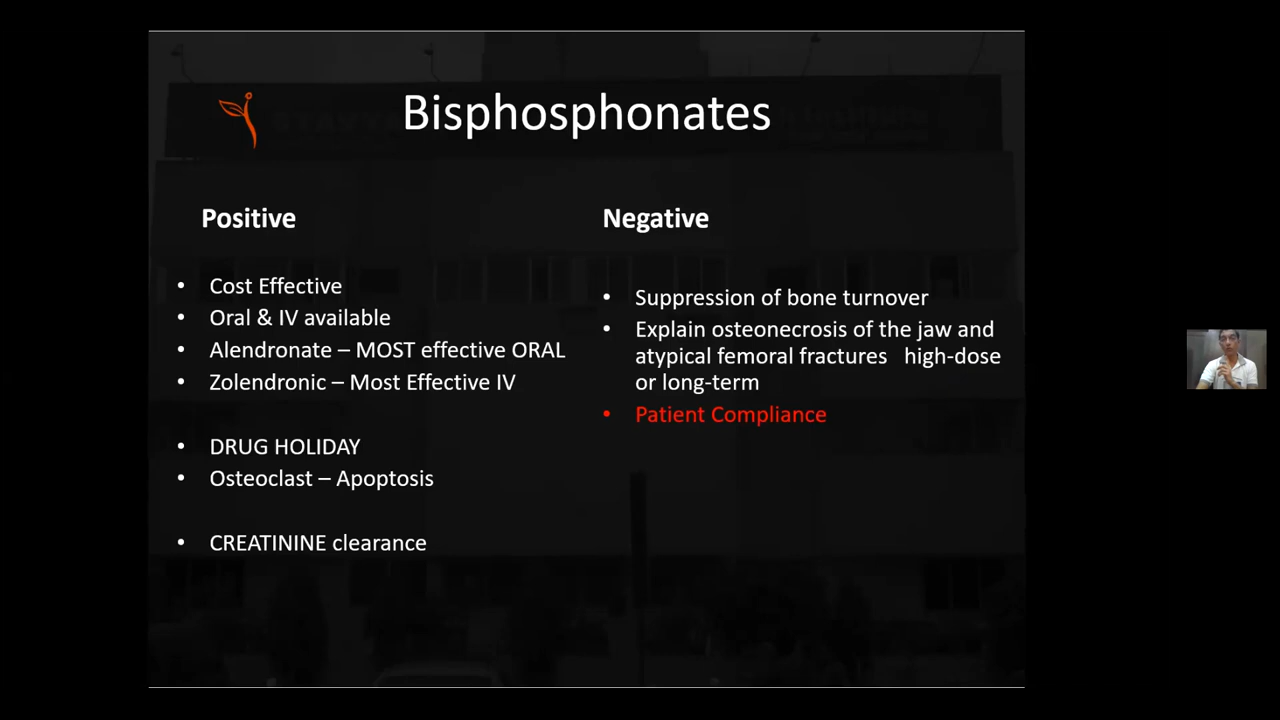 Bisphosphonates
Positive
• Cost Effective
• Oral & IV available
• Alendronate – MOST effective ORAL
• Zolendronic – Most Effective IV
• DRUG HOLIDAY
• Osteoclast – Apoptosis
• CREATININE clearance
Negative
• Suppression of bone turnover
• Explain osteonecrosis of the jaw and
atypical femoral fractures high-dose
or long-term
• Patient Compliance